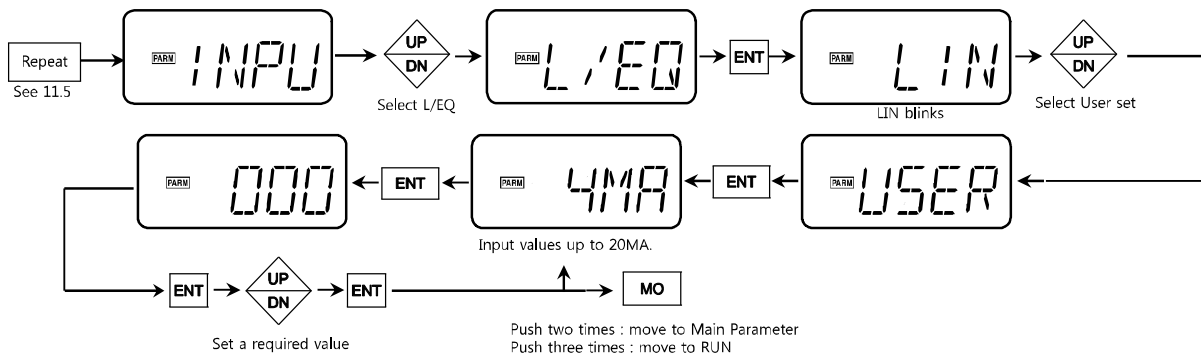 Repeat
See 11.5
PARM INPU
UP
DN
Select L/EQ
PARM L/EQ
ENT
PARM LIN
LIN blinks
UP
DN
Select User set
PARM USER
ENT
PARM 4MA
Input values up to 20MA.
ENT
PARM 000
ENT
UP
DN
Set a required value
ENT
MO
Push two times : move to Main Parameter
Push three times : move to RUN